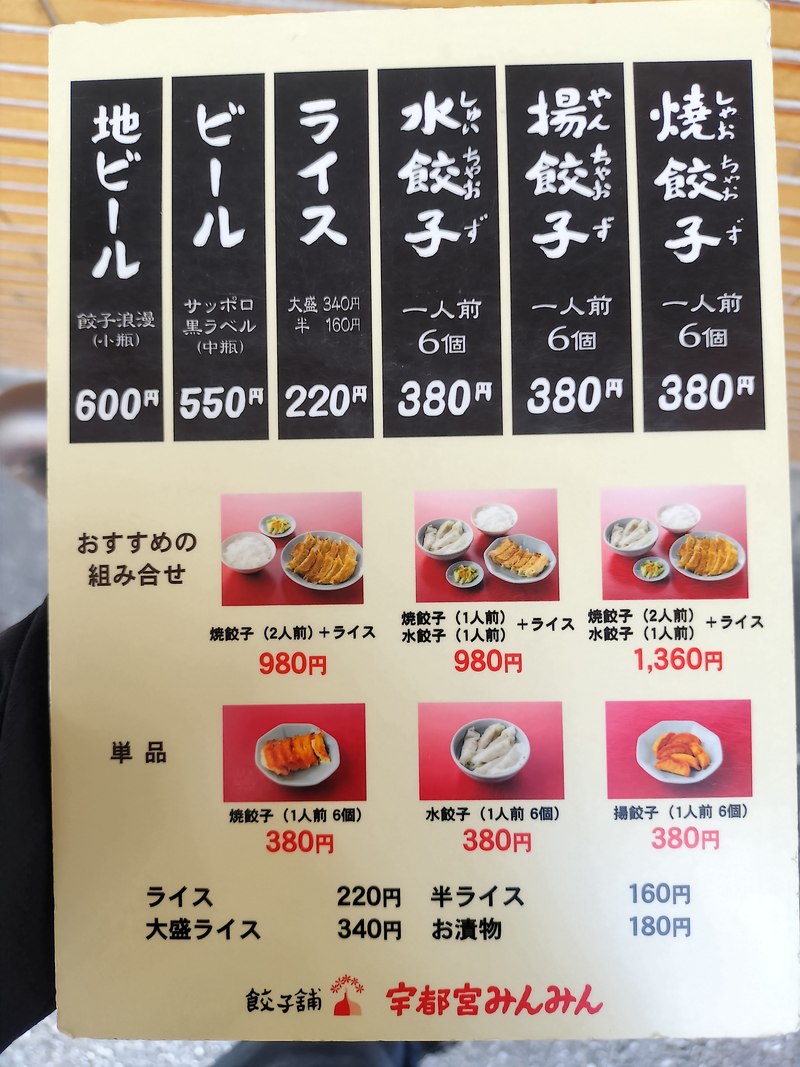 焼餃子
しゃおちゃおず
一人前
6個
380円
揚餃子
やんちゃおず
一人前
6個
380円
水餃子
しゅいちゃおず
一人前
6個
380円
ライス
大盛 340円
半 160円
220円
ビール
サッポロ
黒ラベル
(中瓶)
550円
地ビール
餃子浪漫
(小瓶)
600円
おすすめの
組み合せ
焼餃子（2人前）＋ライス
980円
焼餃子（1人前）
水餃子（1人前）
＋ライス
980円
焼餃子（2人前）
水餃子（1人前）
＋ライス
1,360円
単品
焼餃子（1人前 6個）
380円
水餃子（1人前 6個）
380円
揚餃子（1人前 6個）
380円
ライス 220円 半ライス 160円
大盛ライス 340円 お漬物 180円
餃子舗 宇都宮みんみん